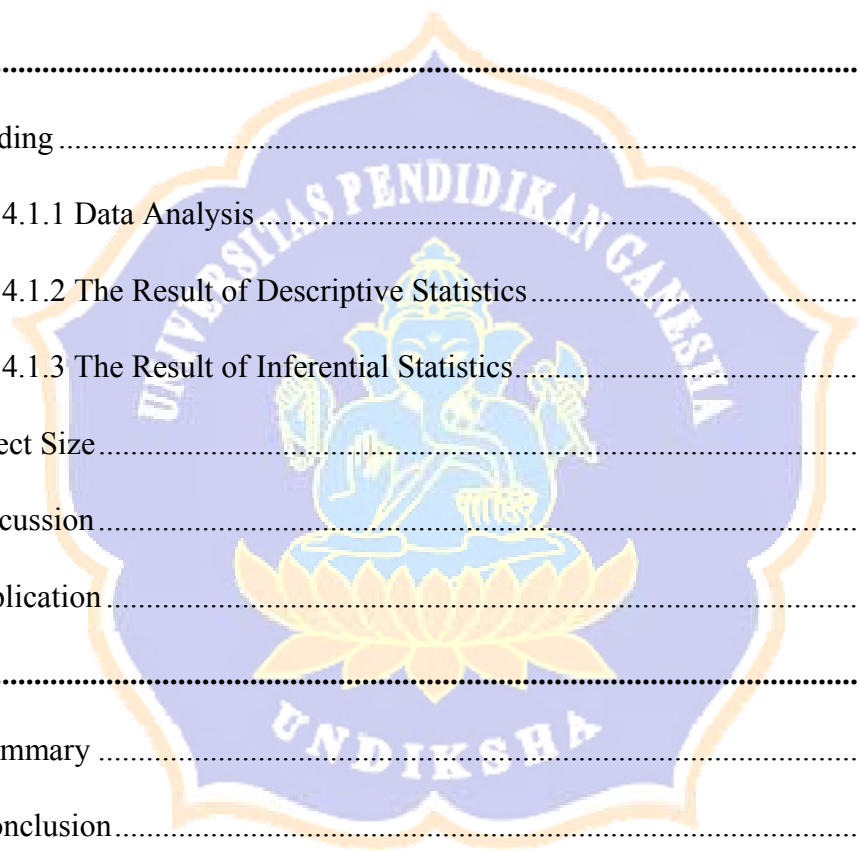 UNIVERSITAS PENDIDIKAN GANESHA
................................................................
ding ................................................................
4.1.1 Data Analysis ................................................................
4.1.2 The Result of Descriptive Statistics ................................................................
4.1.3 The Result of Inferential Statistics ................................................................
ect Size ................................................................
cussion ................................................................
plication ................................................................
................................................................
UNDIKSHA
mmary ................................................................
onclusion ................................................................